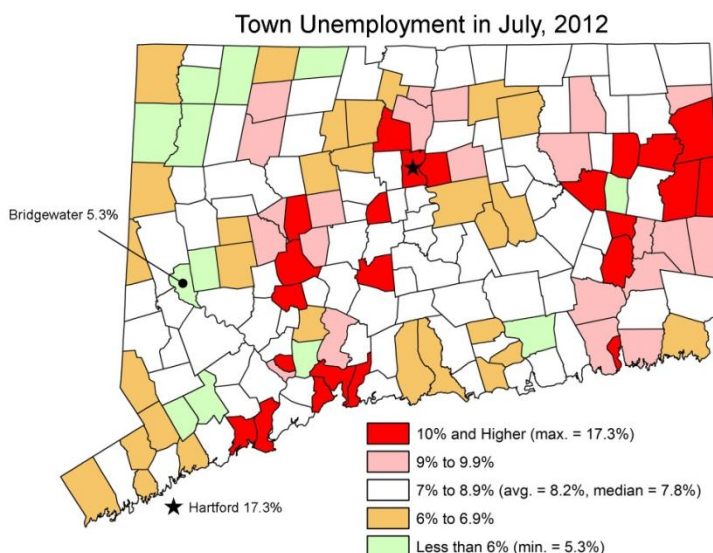 Town Unemployment in July, 2012
Bridgewater 5.3%
10% and Higher (max. = 17.3%)
9% to 9.9%
7% to 8.9% (avg. = 8.2%, median = 7.8%)
6% to 6.9%
Less than 6% (min. = 5.3%)
Hartford 17.3%